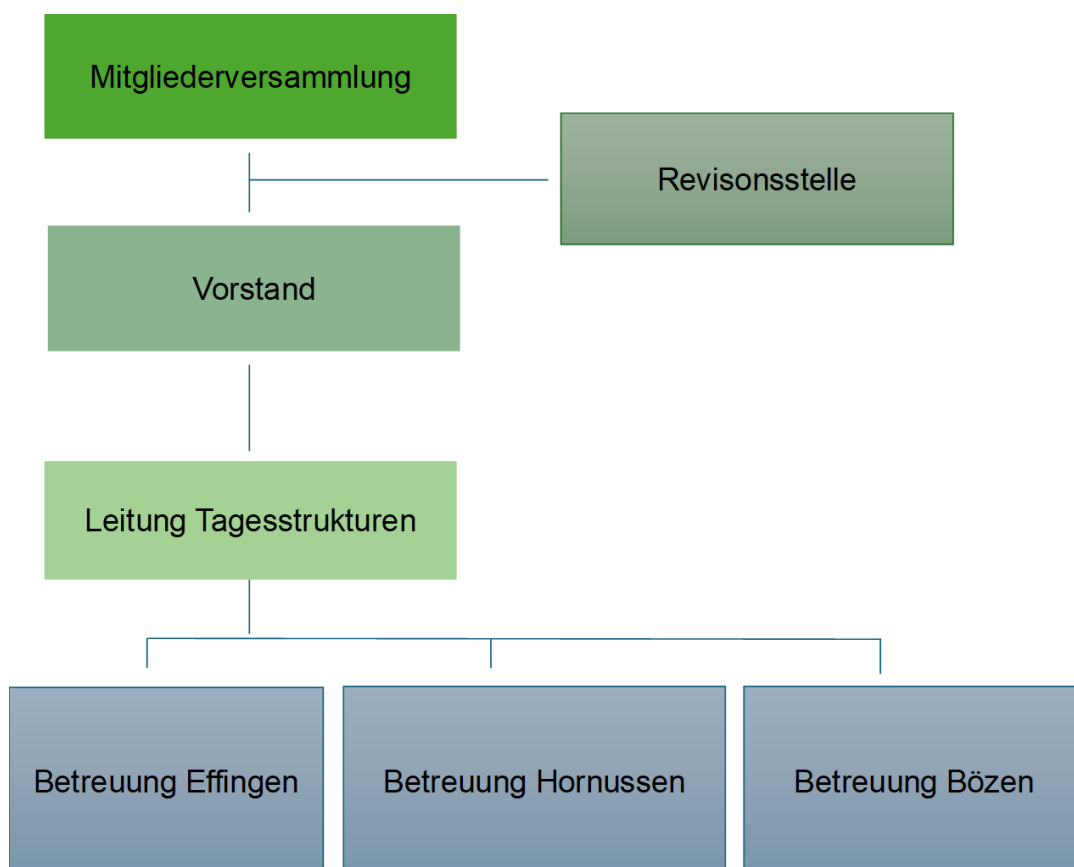 Mitgliederversammlung
Revisonsstelle
Vorstand
Leitung Tagesstrukturen
Betreuung Effingen
Betreuung Hornussen
Betreuung Bözen